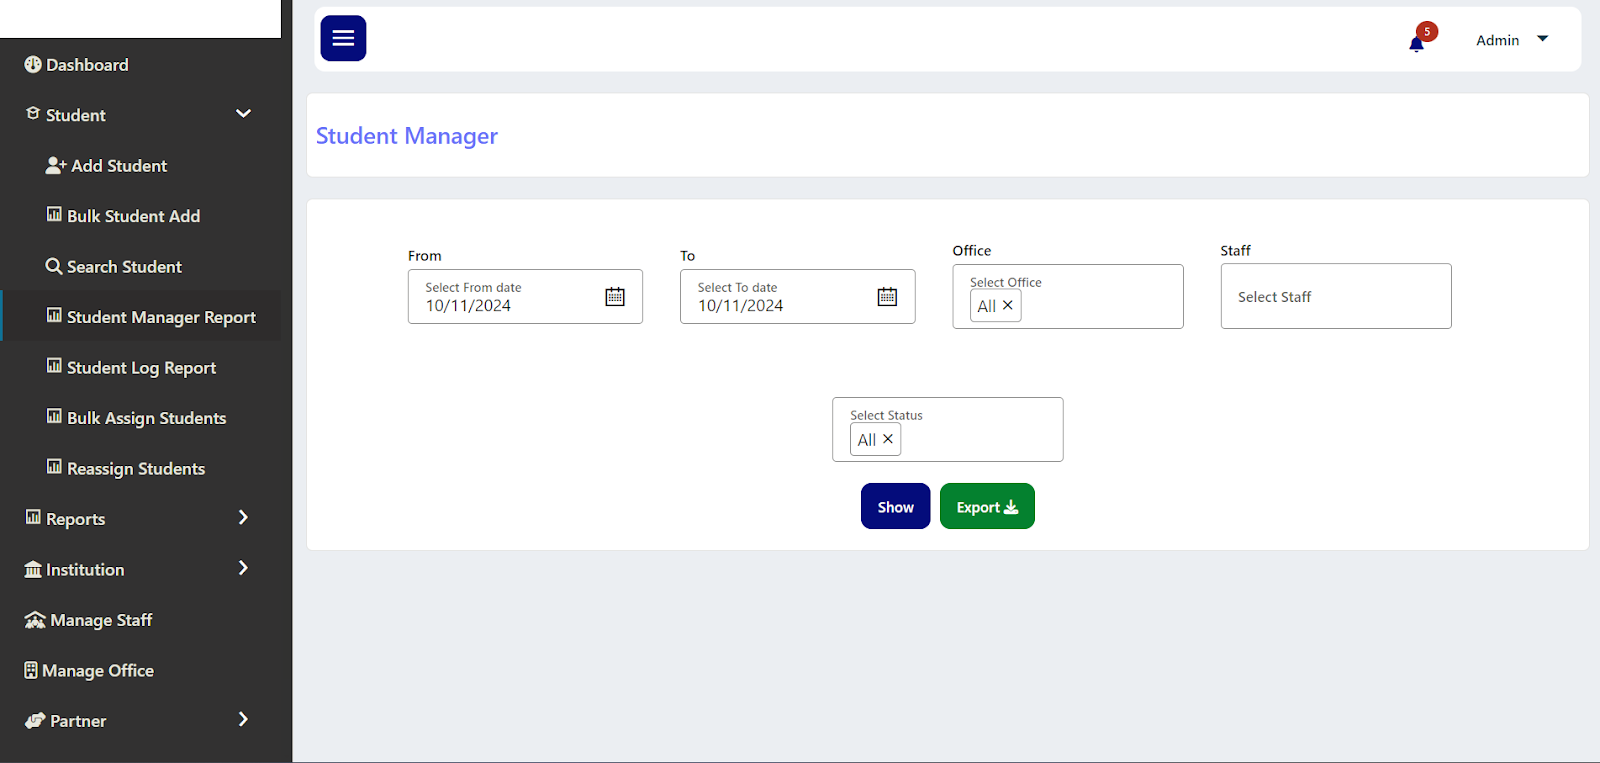 Dashboard
Student
Add Student
Bulk Student Add
Search Student
Student Manager Report
Student Log Report
Bulk Assign Students
Reassign Students
Reports
Institution
Manage Staff
Manage Office
Partner
5
Admin
Student Manager
From
Select From date
10/11/2024
To
Select To date
10/11/2024
Office
Select Office
All ×
Staff
Select Staff
Select Status
All ×
Show
Export